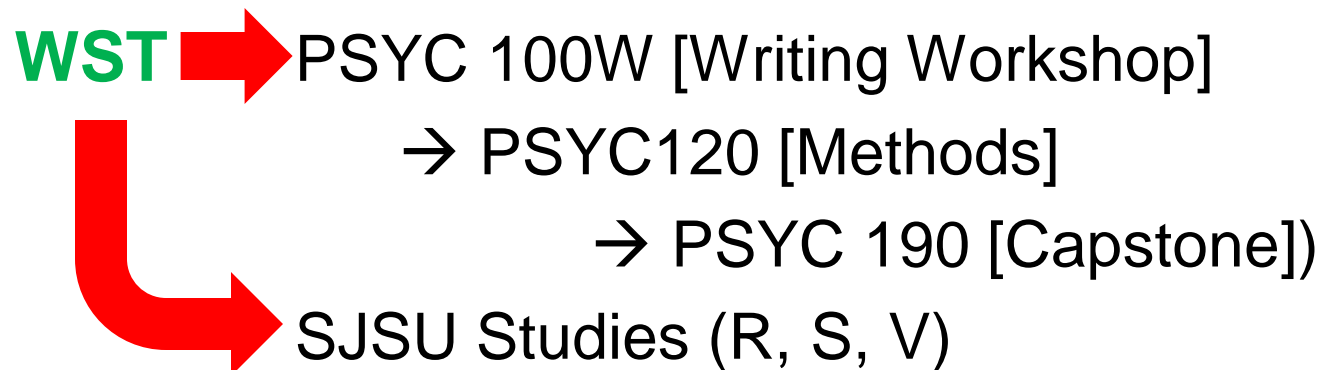 WST PSYC 100W [Writing Workshop]
→ PSYC120 [Methods]
→ PSYC 190 [Capstone])
SJSU Studies (R, S, V)